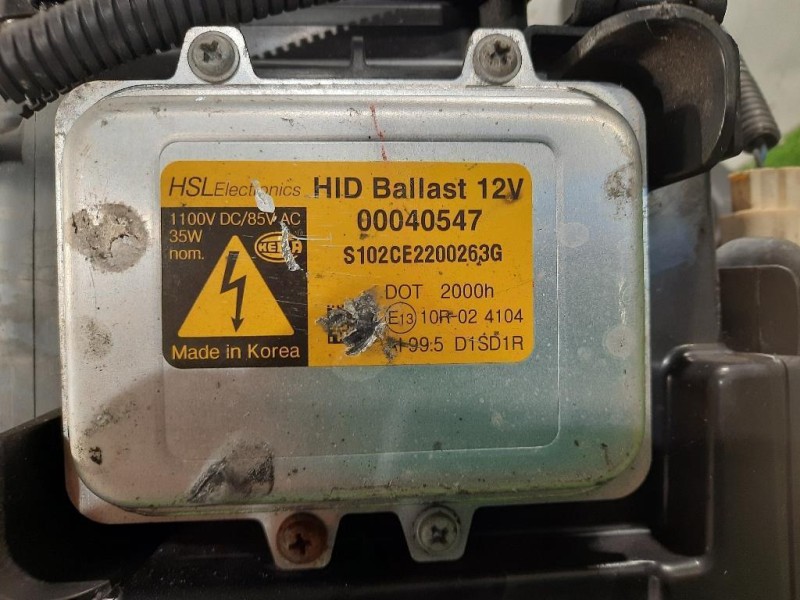 HSLElectronics HID Ballast 12V
1100V DC/85V AC
35W
nom.
HELLA
00040547
S102CE2200263G
DOT 2000h
E13 10R-02 4104
99.5 D1SD1R
Made in Korea